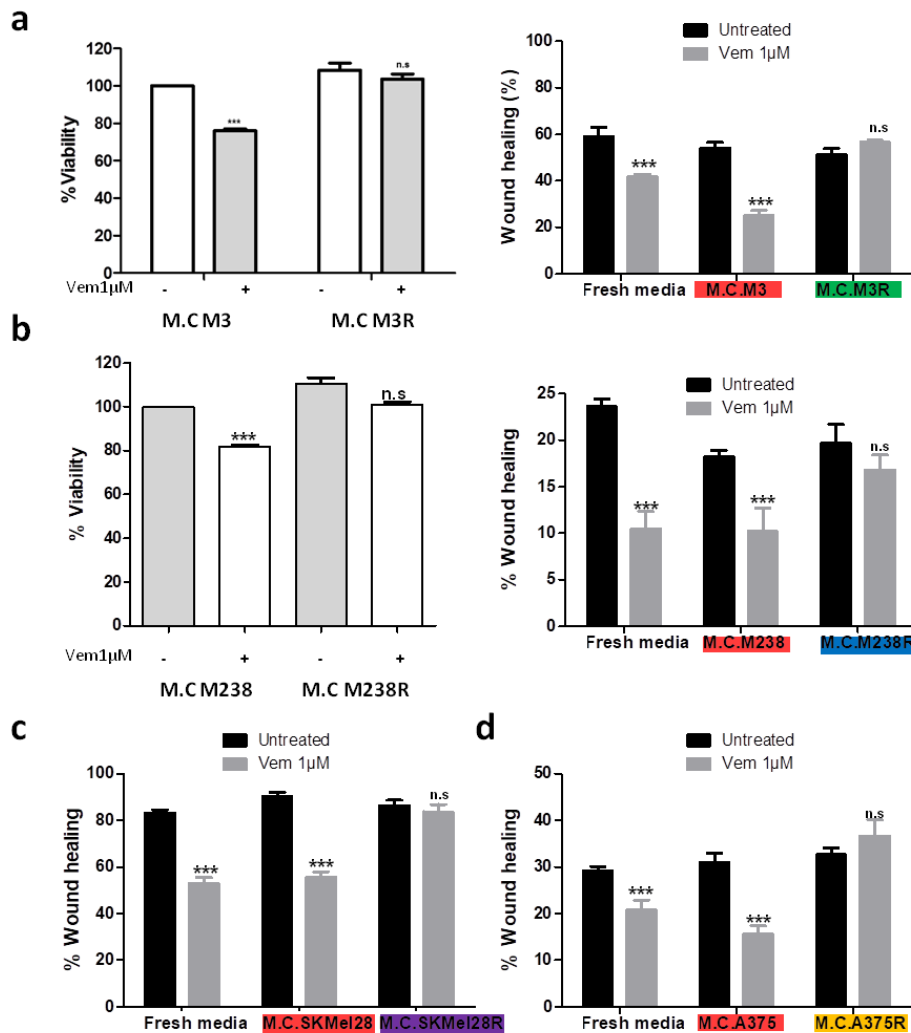 a
120
100
80
60
40
20
0
%Viability
***
n.s
Vem1µM - + - +
M.C M3 M.C M3R
Untreated
Vem 1µM
100
80
60
40
20
0
Wound healing (%)
***
***
n.s
Fresh media M.C.M3 M.C.M3R
b
120
100
80
60
40
20
0
% Viability
***
n.s
Vem1µM - + - +
M.C M238 M.C M238R
Untreated
Vem 1µM
25
20
15
10
5
0
% Wound healing
***
***
n.s
Fresh media M.C.M238 M.C.M238R
c
Untreated
Vem 1µM
100
80
60
40
20
0
% Wound healing
***
***
n.s
Fresh media M.C.SKMel28 M.C.SKMel28R
d
Untreated
Vem 1µM
50
40
30
20
10
0
% Wound healing
***
***
n.s
Fresh media M.C.A375 M.C.A375R